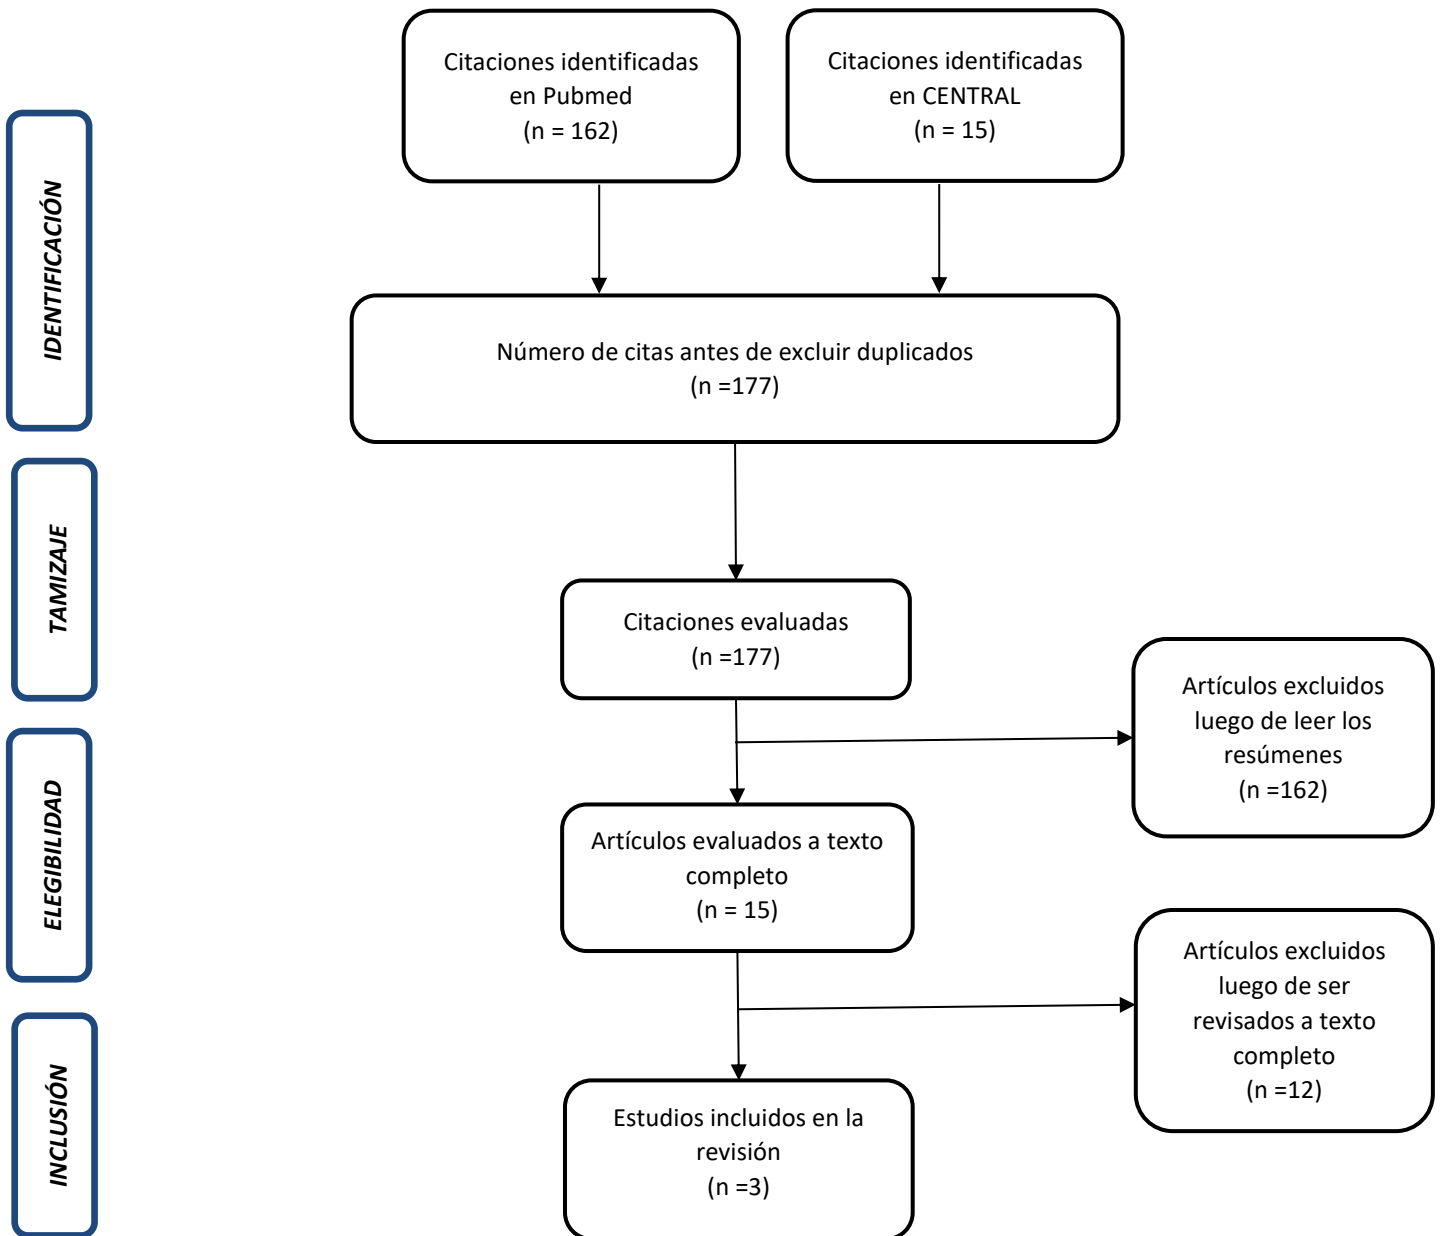 Citaciones identificadas
en Pubmed
(n = 162)
Citaciones identificadas
en CENTRAL
(n = 15)
IDENTIFICACIÓN
Número de citas antes de excluir duplicados
(n =177)
TAMIZAJE
Citaciones evaluadas
(n =177)
Artículos excluidos
luego de leer los
resúmenes
(n =162)
ELEGIBILIDAD
Artículos evaluados a texto
completo
(n = 15)
Artículos excluidos
luego de ser
revisados a texto
completo
(n =12)
INCLUSIÓN
Estudios incluidos en la
revisión
(n =3)